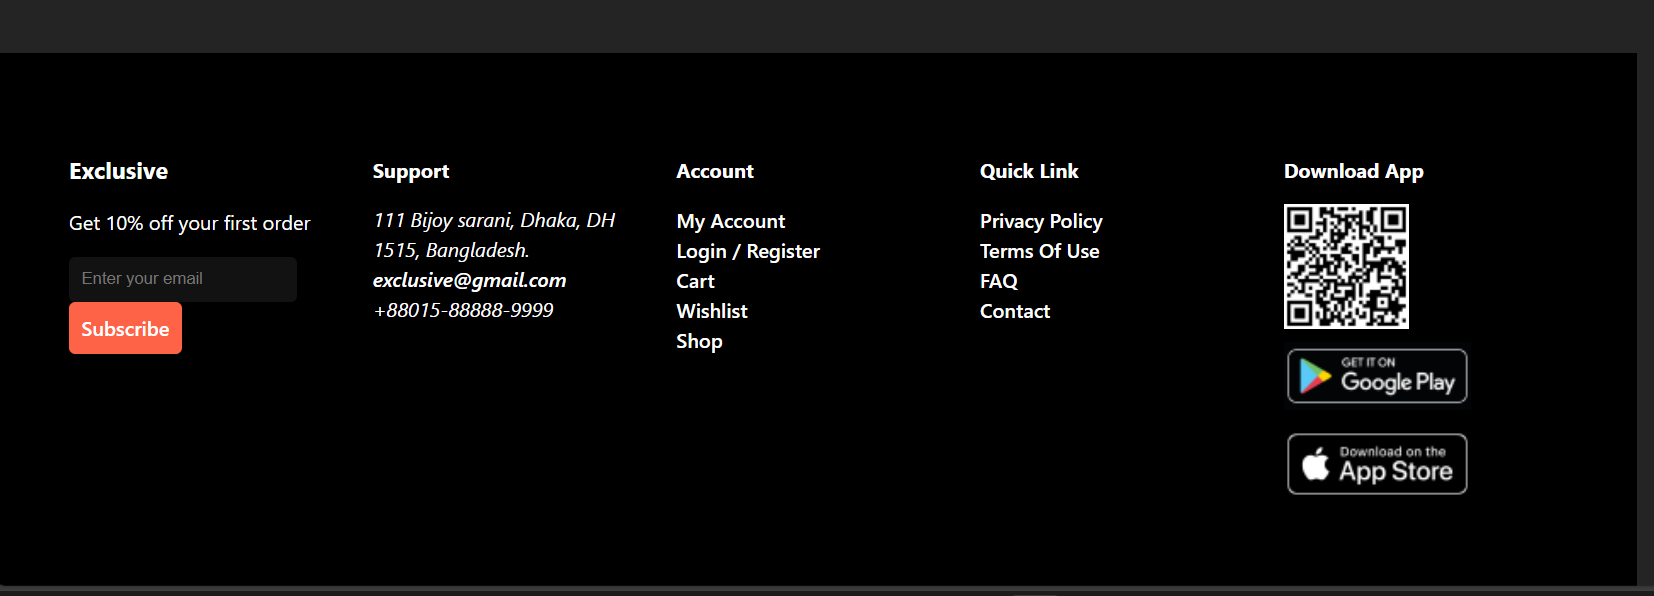 Exclusive
Get 10% off your first order
Enter your email
Subscribe
Support
111 Bijoy sarani, Dhaka, DH
1515, Bangladesh.
exclusive@gmail.com
+88015-88888-9999
Account
My Account
Login / Register
Cart
Wishlist
Shop
Quick Link
Privacy Policy
Terms Of Use
FAQ
Contact
Download App
GET IT ON
Google Play
Download on the
App Store